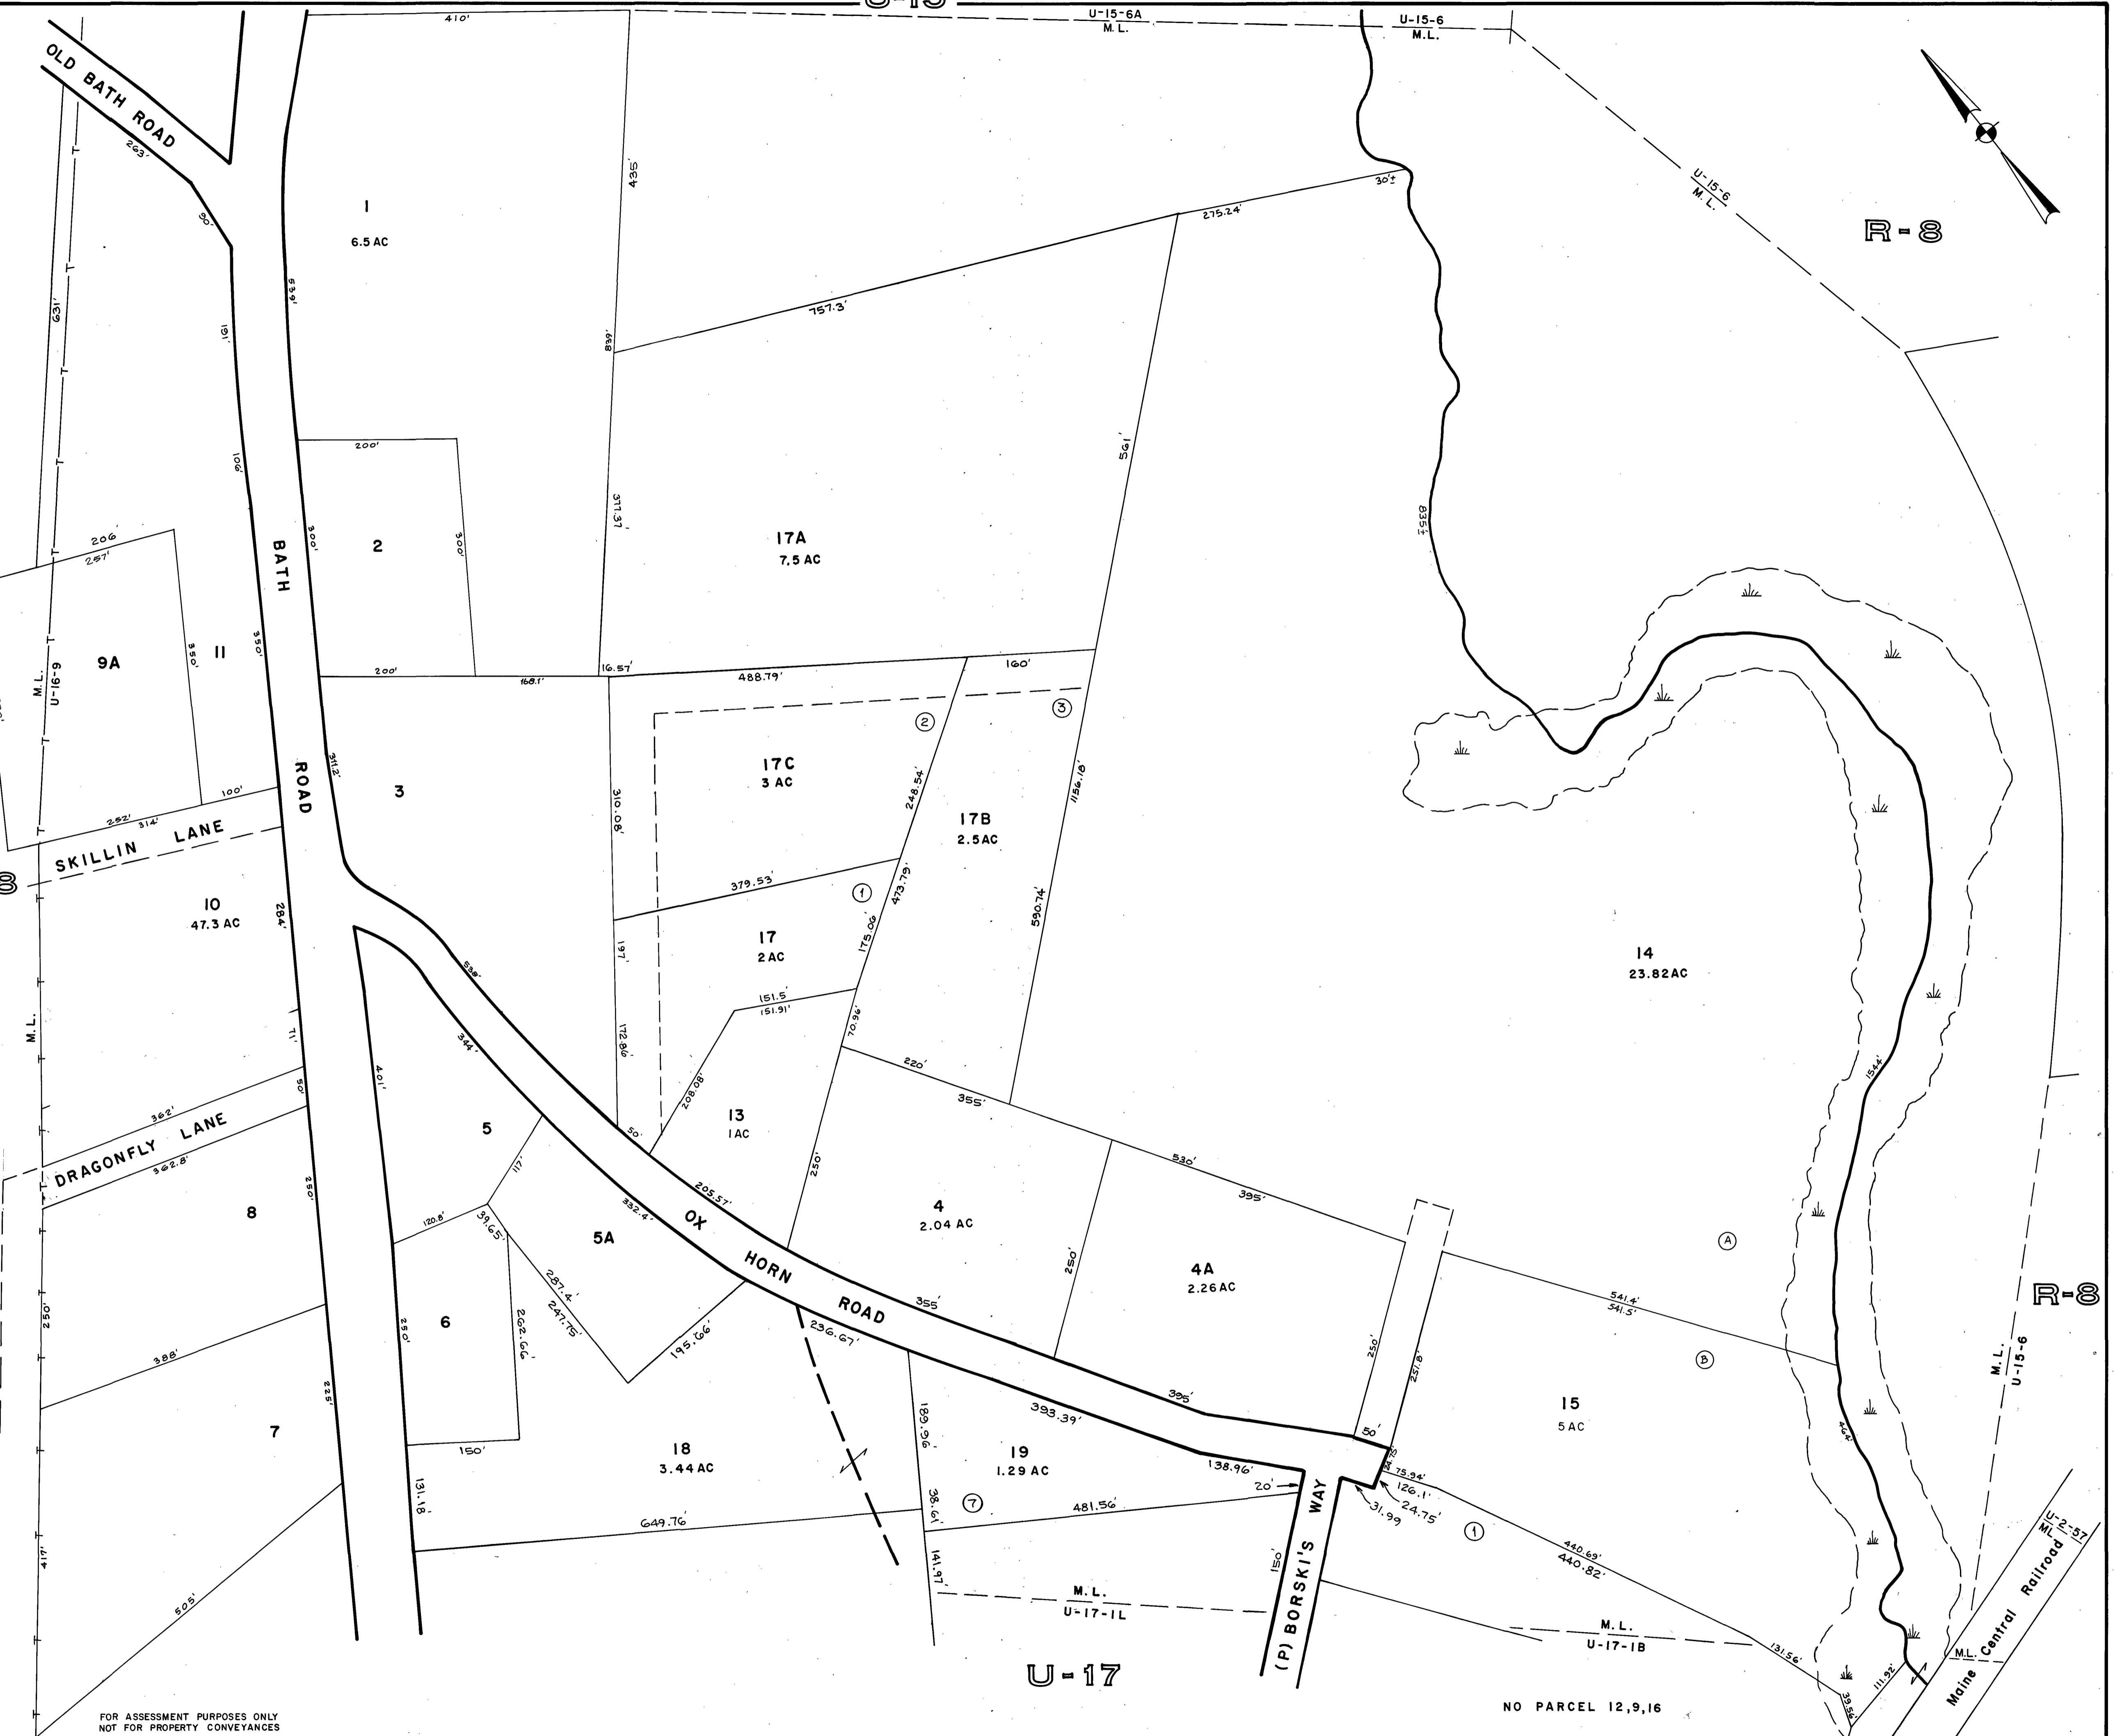 410'
U-15-6A
M.L.
U-15-6
M.L.
OLD BATH ROAD
263'
90'
1
6.5 AC
435'
30'±
275.24'
U-15-6
M.L.
R-8
631'
161'
539'
839'
757.3'
106'
200'
300'
2
300'
377.37'
17A
7.5 AC
561'
835'±
BATH
206'
257'
9A
350'
11
350'
M.L.
U-16-9
200'
168.1'
16.57'
488.79'
160'
2
3
ROAD
311.2'
3
17C
3 AC
310.08'
248.54'
1156.18'
17B
2.5 AC
252'
314'
100'
SKILLIN LANE
8
10
47.3 AC
284'
379.53'
1
473.79'
590.74'
17
2 AC
197'
175.06'
14
23.82 AC
538'
151.5'
151.91'
M.L.
71'
344'
172.86'
70.96'
1544'
50'
401'
220'
355'
362'
DRAGONFLY LANE
362.8'
5
208.08'
13
1 AC
50'
117'
250'
530'
395'
8
250'
120.8'
39.65'
332.4'
205.57'
4
2.04 AC
5A
OX HORN ROAD
250'
4A
2.26 AC
A
541.4'
541.5'
R-8
250'
287.4'
247.75'
6
250'
262.66'
355'
236.67'
195.66'
250'
251.8'
B
M.L.
U-15-6
388'
225'
7
395'
393.39'
15
5 AC
464'
150'
189.96'
50'
24.75'
18
3.44 AC
19
1.29 AC
138.96'
75.94'
126.1'
20'
24.75'
31.99
131.18
38.61'
7
481.56'
649.76'
1
440.69'
440.82'
417'
505'
141.97'
150'
(P) BORSKI'S WAY
M.L.
U-17-1L
M.L.
U-17-1B
U-2-57
M.L.
Maine Central Railroad
M.L.
131.56'
111.92'
39.56'
U-17
NO PARCEL 12,9,16
FOR ASSESSMENT PURPOSES ONLY
NOT FOR PROPERTY CONVEYANCES